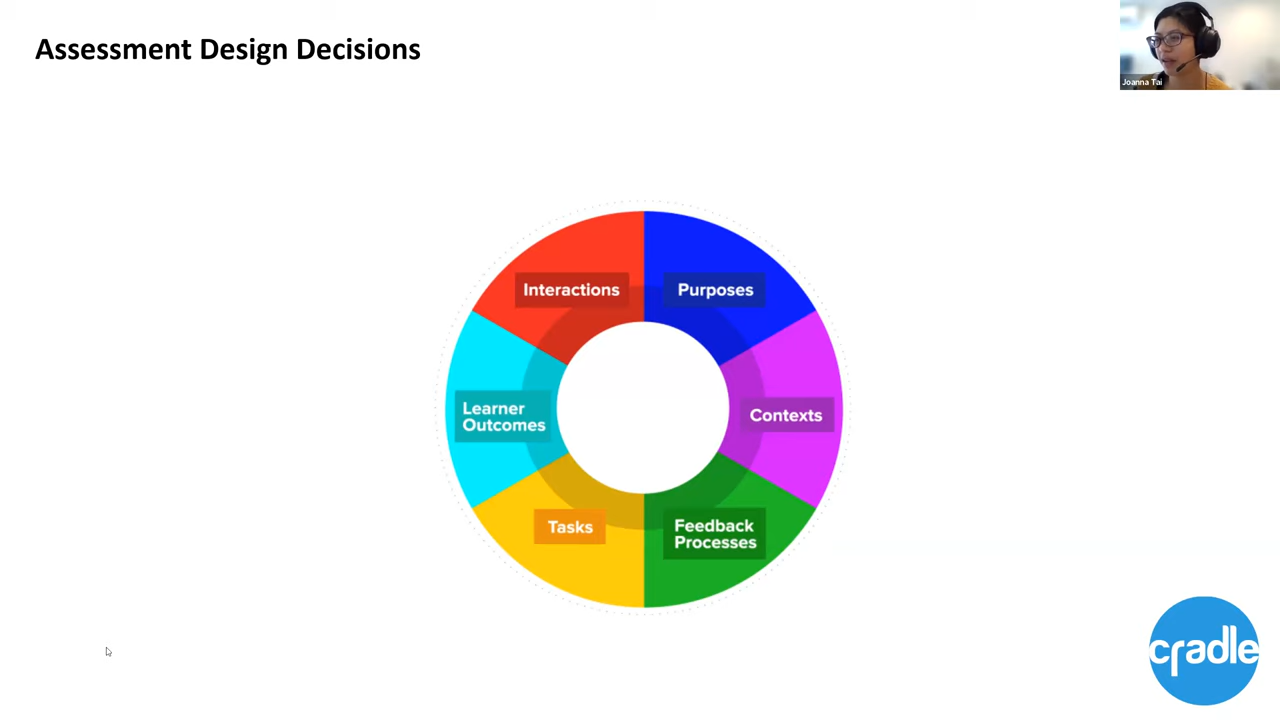 Assessment Design Decisions
Joanna Tai
Interactions
Purposes
Learner
Outcomes
Contexts
Tasks
Feedback
Processes
cradle